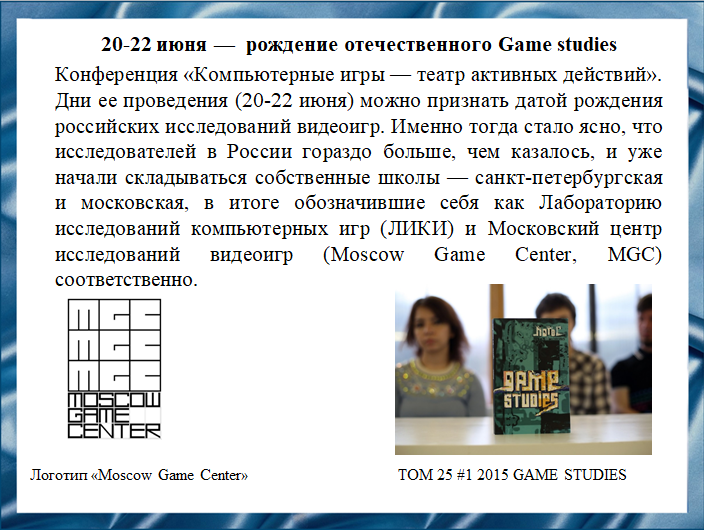 20-22 июня — рождение отечественного Game studies
Конференция «Компьютерные игры — театр активных действий».
Дни ее проведения (20-22 июня) можно признать датой рождения
российских исследований видеоигр. Именно тогда стало ясно, что
исследователей в России гораздо больше, чем казалось, и уже
начали складываться собственные школы — санкт-петербургская
и московская, в итоге обозначившие себя как Лабораторию
исследований компьютерных игр (ЛИКИ) и Московский центр
исследований видеоигр (Moscow Game Center, MGC)
соответственно.
MGC
MGC
MGC
MOSCOW
GAME
CENTER
ЛОГОС
GAME
STUDIES
Логотип «Moscow Game Center»
ТОМ 25 #1 2015 GAME STUDIES